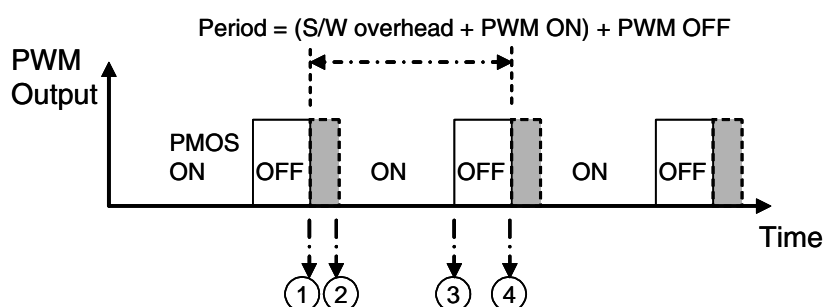 Period = (S/W overhead + PWM ON) + PWM OFF
PWM
Output
PMOS
ON
OFF
ON
OFF
ON
OFF
Time
1
2
3
4